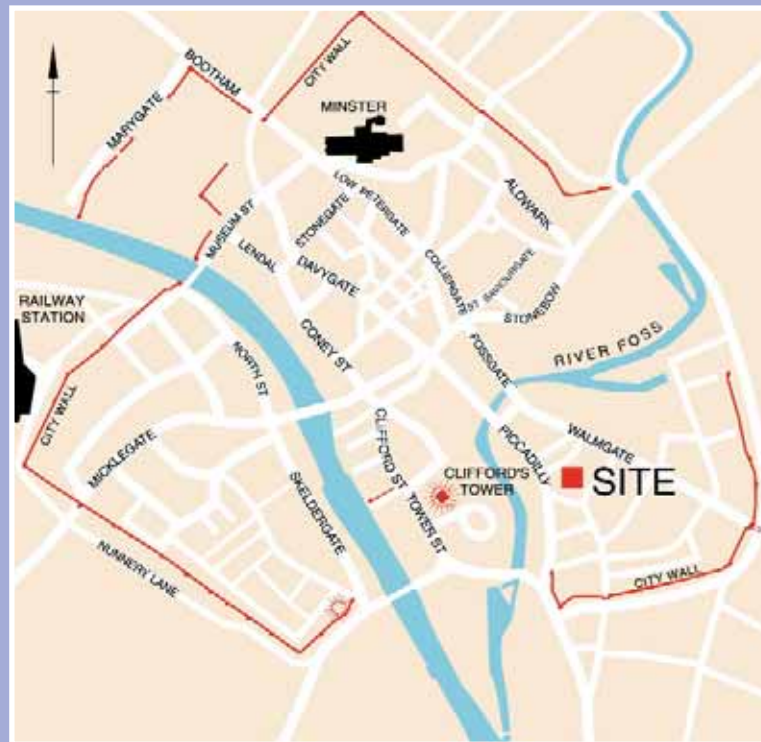 BOOTHAM
CITY WALL
MARYGATE
MINSTER
LOW PETERGATE
ALDWARK
STONEGATE
MUSEUM ST
LENDAL
DAVYGATE
COLLIERGATE
ST SAVIOURGATE
STONEBOW
RAILWAY
STATION
CONEY ST
NORTH ST
FOSSGATE
RIVER FOSS
CITY WALL
MICKLEGATE
CLIFFORD ST
PICCADILLY
WALMGATE
CLIFFORD'S
TOWER
SITE
SKELDERGATE
TOWER ST
NUNNERY LANE
CITY WALL